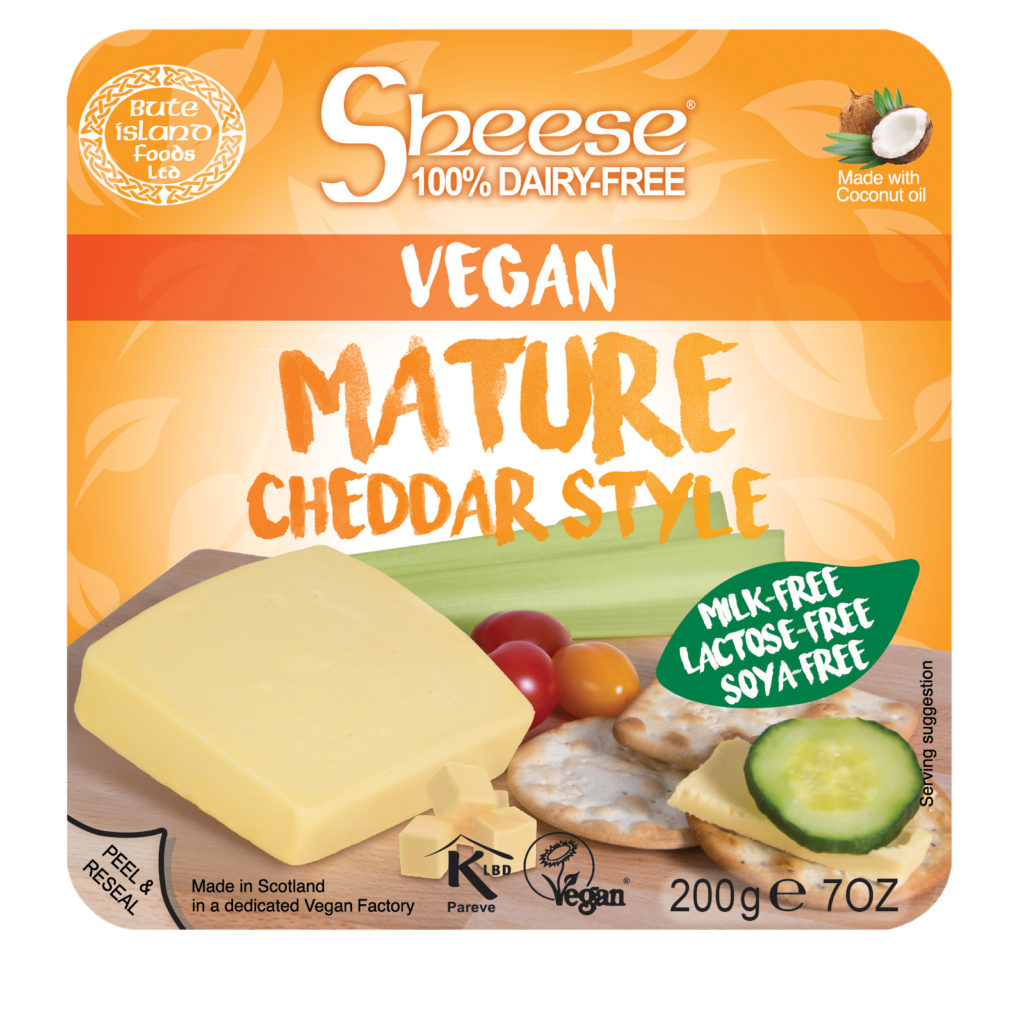 Bute
island
Foods
Ltd
Sheese®
100% DAIRY-FREE
Made with
Coconut oil
VEGAN
MATURE
CHEDDAR STYLE
MILK-FREE
LACTOSE-FREE
SOYA-FREE
Serving suggestion
PEEL &
RESEAL
Made in Scotland
in a dedicated Vegan Factory
K LBD
Pareve
Vegan®
200g e 7OZ